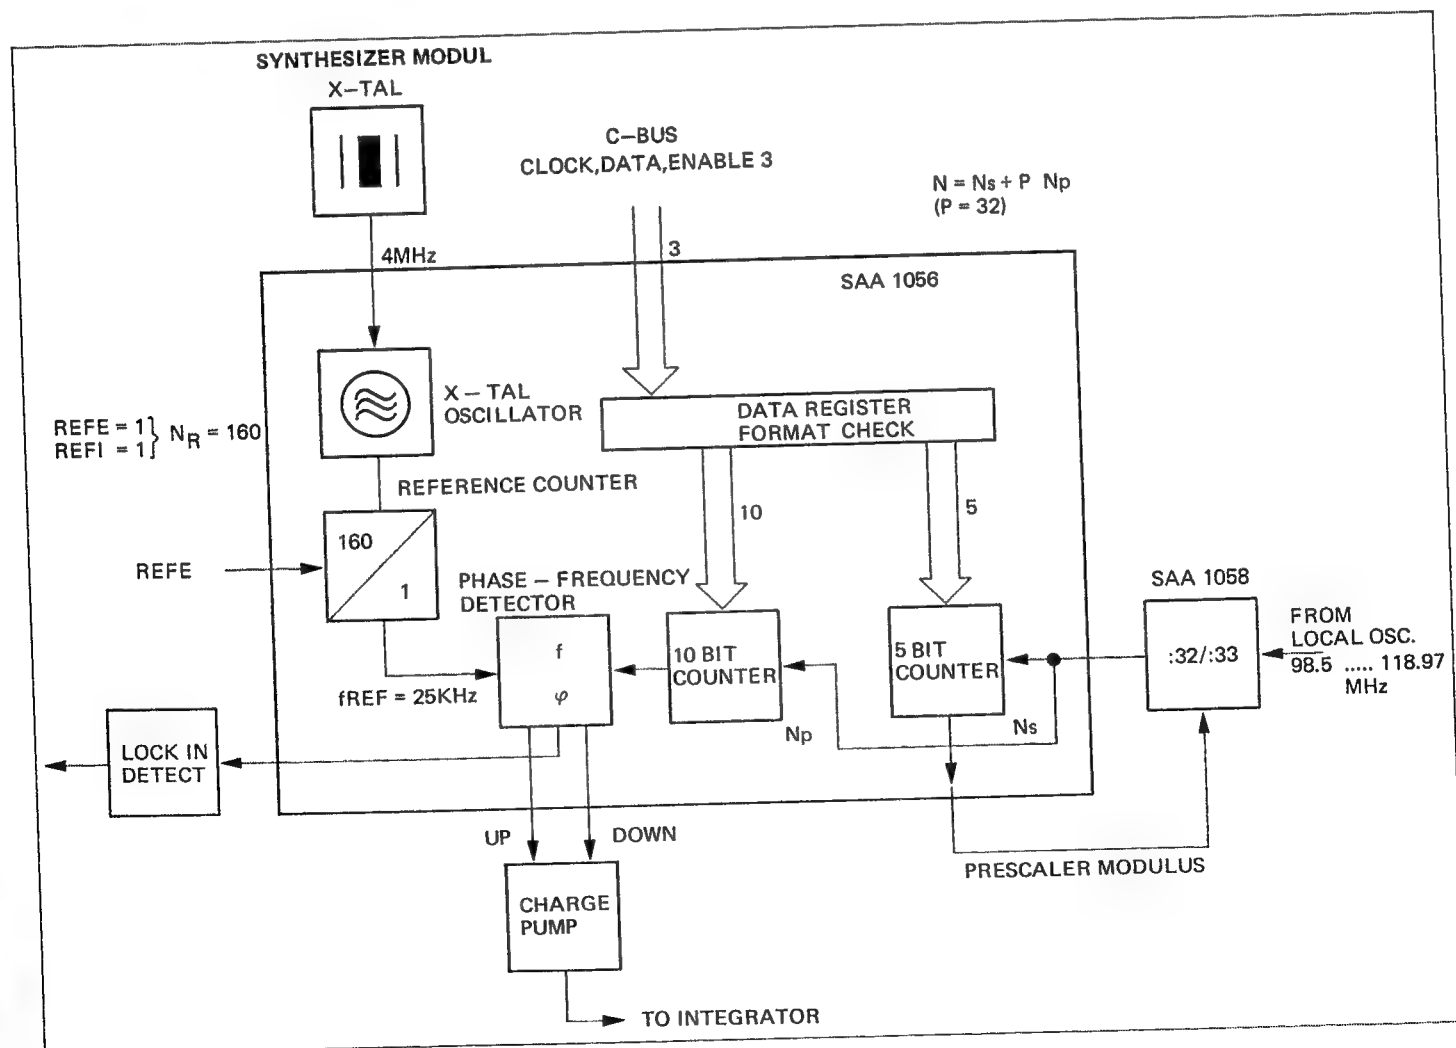 SYNTHESIZER MODUL
X-TAL
C-BUS
CLOCK,DATA,ENABLE 3
N = Ns + P Np
(P = 32)
4MHz
3
SAA 1056
X - TAL
OSCILLATOR
DATA REGISTER
FORMAT CHECK
REFE = 1
REFI = 1
} NR = 160
REFERENCE COUNTER
10
5
160
1
REFE
PHASE - FREQUENCY
DETECTOR
SAA 1058
f
φ
10 BIT
COUNTER
5 BIT
COUNTER
:32/:33
FROM
LOCAL OSC.
98.5 ..... 118.97
MHz
fREF = 25KHz
Np
Ns
LOCK IN
DETECT
UP
DOWN
PRESCALER MODULUS
CHARGE
PUMP
TO INTEGRATOR